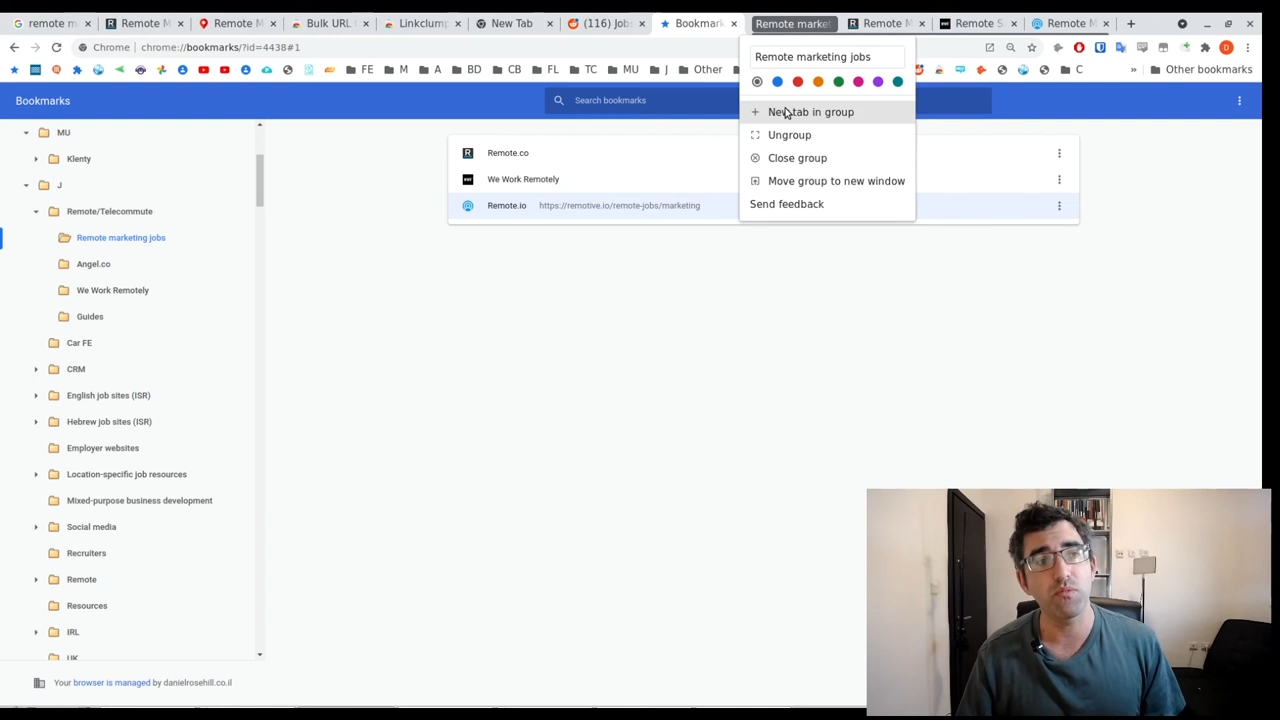 remote m
Remote M
Remote M
Bulk URL
Linkclump
New Tab
(116) Jobs
Bookmark
Remote market
Remote M
Remote S
Remote M
Chrome
chrome://bookmarks/?id=4438#1
FE
M
A
BD
CB
FL
TC
MU
J
Other
C
»
Other bookmarks
Bookmarks
Search bookmarks
Remote marketing jobs
New tab in group
Ungroup
Close group
Move group to new window
Send feedback
MU
Klenty
J
Remote/Telecommute
Remote marketing jobs
Angel.co
We Work Remotely
Guides
Car FE
CRM
English job sites (ISR)
Hebrew job sites (ISR)
Employer websites
Location-specific job resources
Mixed-purpose business development
Social media
Recruiters
Remote
Resources
IRL
UK
Remote.co
We Work Remotely
Remote.io https://remotive.io/remote-jobs/marketing
Your browser is managed by danielrosehill.co.il